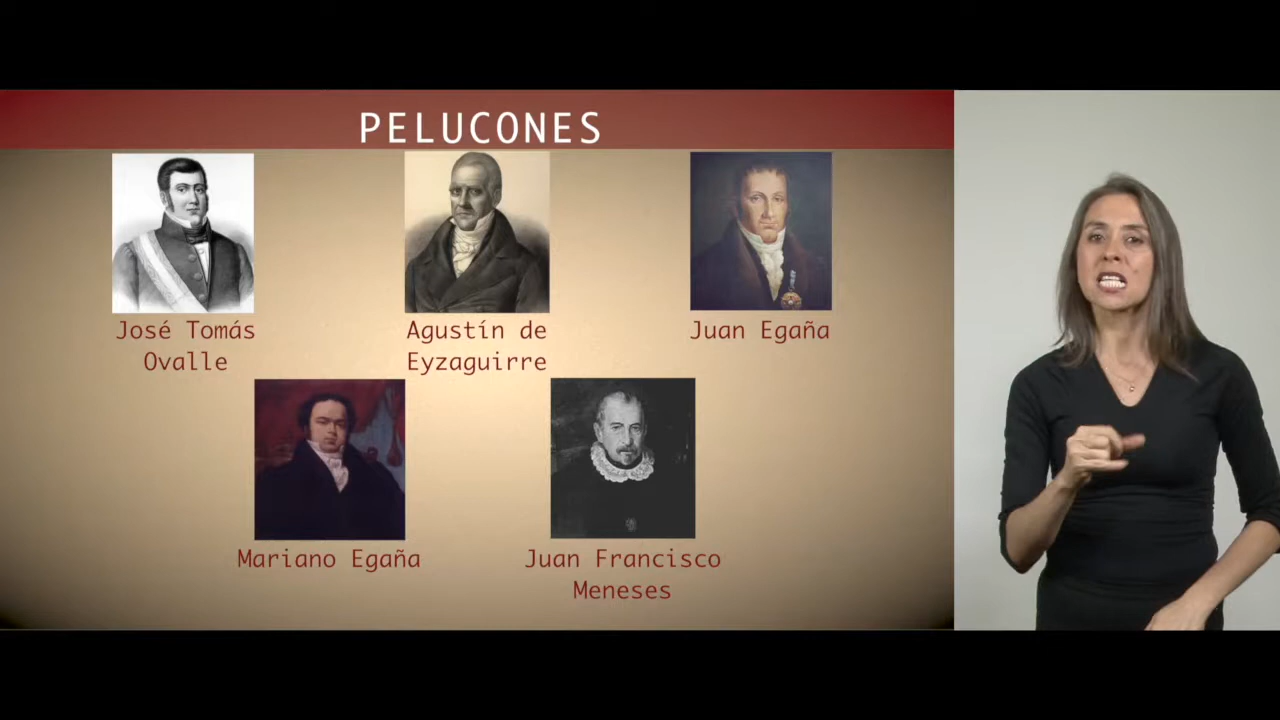 PELUCONES
José Tomás
Ovalle
Agustín de
Eyzaguirre
Juan Egaña
Mariano Egaña
Juan Francisco
Meneses